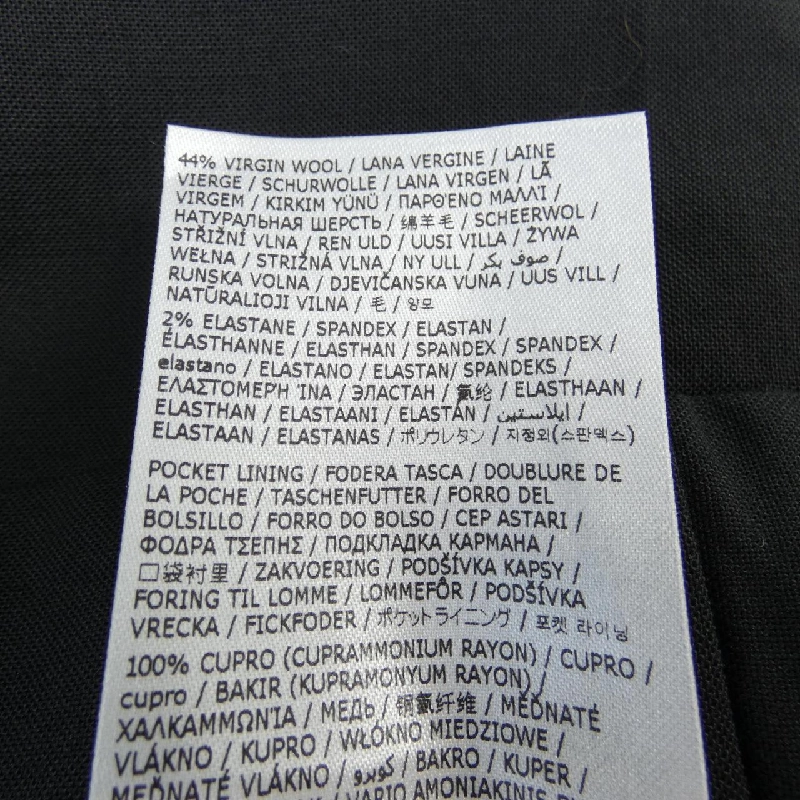 44% VIRGIN WOOL / LANA VERGINE / LAINE
VIERGE / SCHURWOLLE / LANA VIRGEN / LÃ
VIRGEM / KIRKIM YÜNÜ / ΠΑΡΘΈΝΟ ΜΑΛΛΊ /
НАТУРАЛЬНАЯ ШЕРСТЬ / 绵羊毛 / SCHEERWOL /
STŘIŽNÍ VLNA / REN ULD / UUSI VILLA / ŻYWA
WEŁNA / STRIŽNÁ VLNA / NY ULL / صوف بكر /
RUNSKA VOLNA / DJEVIČANSKA VUNA / UUS VILL /
NATŪRALIOJI VILNA / 毛 / 양모
2% ELASTANE / SPANDEX / ELASTAN /
ÉLASTHANNE / ELASTHAN / SPANDEX / SPANDEX /
elastano / ELASTANO / ELASTAN/ SPANDEKS /
ΕΛΑΣΤΟΜΕΡΉ ΊΝΑ / ЭЛАСТАН / 氨纶 / ELASTHAAN /
ELASTHAN / ELASTAANI / ELASTAN / ايلاستين /
ELASTAAN / ELASTANAS / ポリウレタン / 지정외(스판덱스)
POCKET LINING / FODERA TASCA / DOUBLURE DE
LA POCHE / TASCHENFUTTER / FORRO DEL
BOLSILLO / FORRO DO BOLSO / CEP ASTARI /
ΦΟΔΡΑ ΤΣΕΠΗΣ / ПОДКЛАДКА КАРМАНА /
口袋衬里 / ZAKVOERING / PODŠÍVKA KAPSY /
FORING TIL LOMME / LOMMEFÔR / PODŠÍVKA
VRECKA / FICKFODER / ポケットライニング / 포켓 라이닝
100% CUPRO (CUPRAMMONIUM RAYON) / CUPRO /
cupro / BAKIR (KUPRAMONYUM RAYON) /
ΧΑΛΚΑΜΜΩΝΊΑ / МЕДЬ / 铜氨纤维 / MĚĎNATÉ
VLÁKNO / KUPRO / WŁÓKNO MIEDZIOWE /
MEĎNATÉ VLÁKNO / كوبرو / BAKRO / KUPER /
VARIO AMONIAKINIS